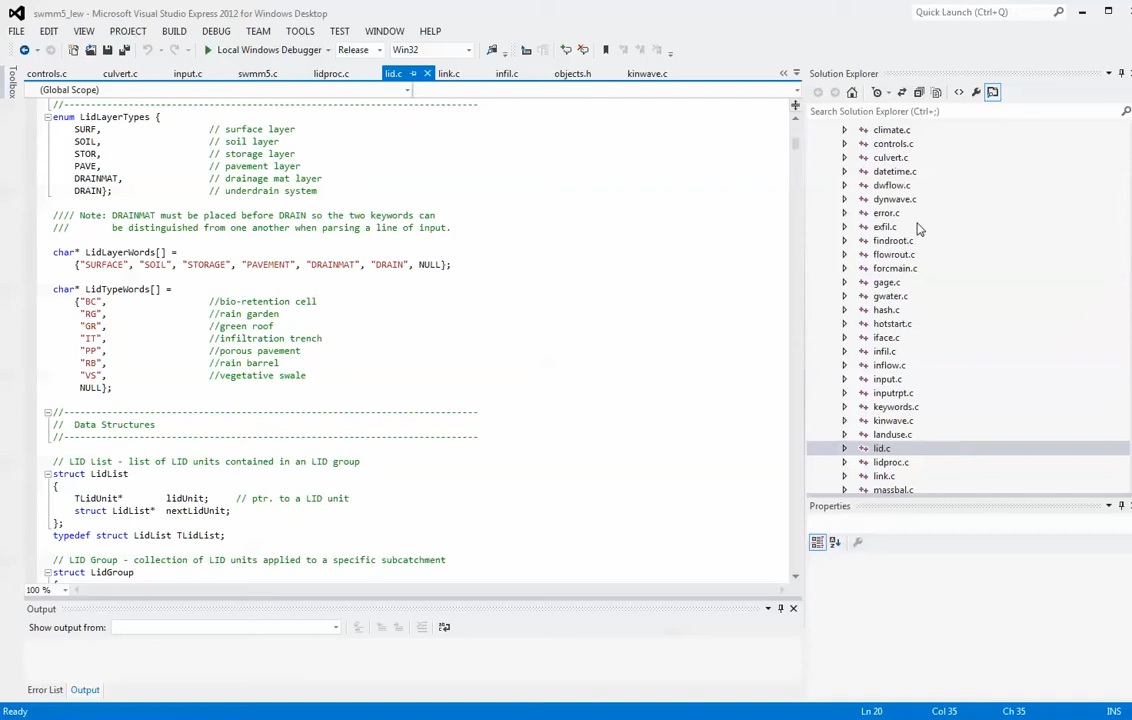 swmm5_lew - Microsoft Visual Studio Express 2012 for Windows Desktop
Quick Launch (Ctrl+Q)
FILE EDIT VIEW PROJECT BUILD DEBUG TEAM TOOLS TEST WINDOW HELP
Local Windows Debugger Release Win32
Toolbox
controls.c culvert.c input.c swmm5.c lidproc.c lid.c link.c infil.c objects.h kinwave.c
(Global Scope)
//-----------------------------------------------------------------------------
enum LidLayerTypes {
SURF, // surface layer
SOIL, // soil layer
STOR, // storage layer
PAVE, // pavement layer
DRAINMAT, // drainage mat layer
DRAIN}; // underdrain system
//// Note: DRAINMAT must be placed before DRAIN so the two keywords can
/// be distinguished from one another when parsing a line of input.
char* LidLayerWords[] =
{"SURFACE", "SOIL", "STORAGE", "PAVEMENT", "DRAINMAT", "DRAIN", NULL};
char* LidTypeWords[] =
{"BC", //bio-retention cell
"RG", //rain garden
"GR", //green roof
"IT", //infiltration trench
"PP", //porous pavement
"RB", //rain barrel
"VS", //vegetative swale
NULL};
//-----------------------------------------------------------------------------
// Data Structures
//-----------------------------------------------------------------------------
// LID List - list of LID units contained in an LID group
struct LidList
{
TLidUnit* lidUnit; // ptr. to a LID unit
struct LidList* nextLidUnit;
};
typedef struct LidList TLidList;
// LID Group - collection of LID units applied to a specific subcatchment
struct LidGroup
100 %
Output
Show output from:
Error List Output
Solution Explorer
Search Solution Explorer (Ctrl+;)
climate.c
controls.c
culvert.c
datetime.c
dwflow.c
dynwave.c
error.c
exfil.c
findroot.c
flowrout.c
forcmain.c
gage.c
gwater.c
hash.c
hotstart.c
iface.c
infil.c
inflow.c
input.c
inputrpt.c
keywords.c
kinwave.c
landuse.c
lid.c
lidproc.c
link.c
massbal.c
Properties
Ready Ln 20 Col 35 Ch 35 INS